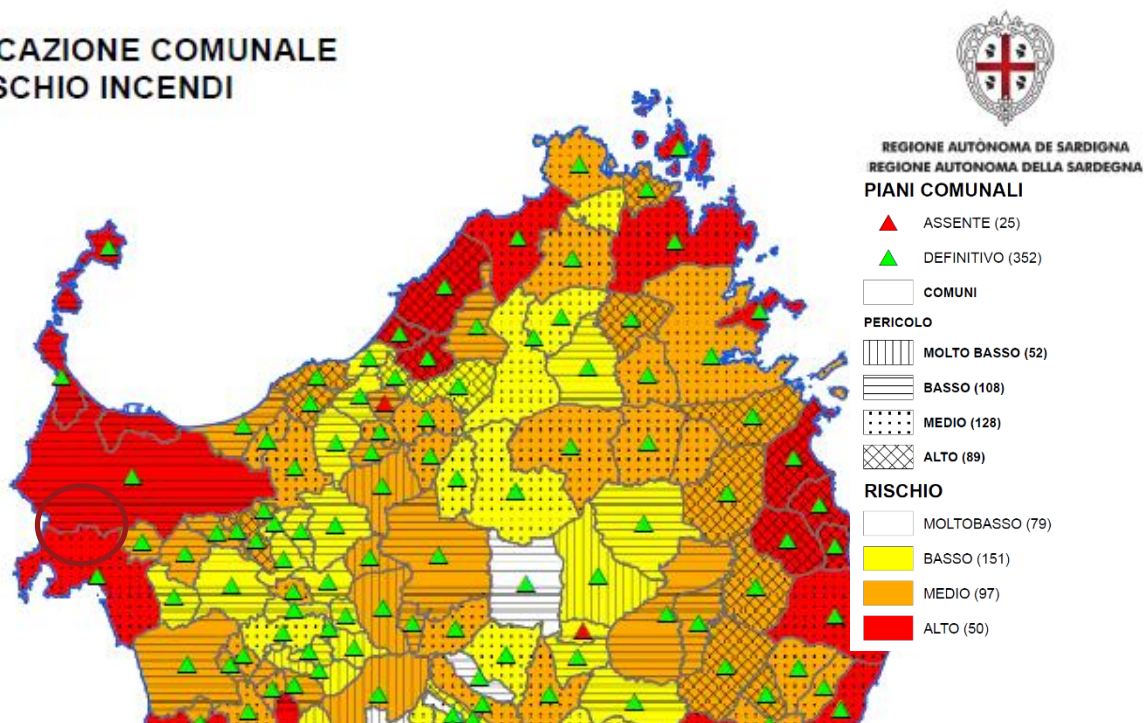 CAZIONE COMUNALE
SCHIO INCENDI
REGIONE AUTÒNOMA DE SARDIGNA
REGIONE AUTONOMA DELLA SARDEGNA
PIANI COMUNALI
ASSENTE (25)
DEFINITIVO (352)
COMUNI
PERICOLO
MOLTO BASSO (52)
BASSO (108)
MEDIO (128)
ALTO (89)
RISCHIO
MOLTOBASSO (79)
BASSO (151)
MEDIO (97)
ALTO (50)